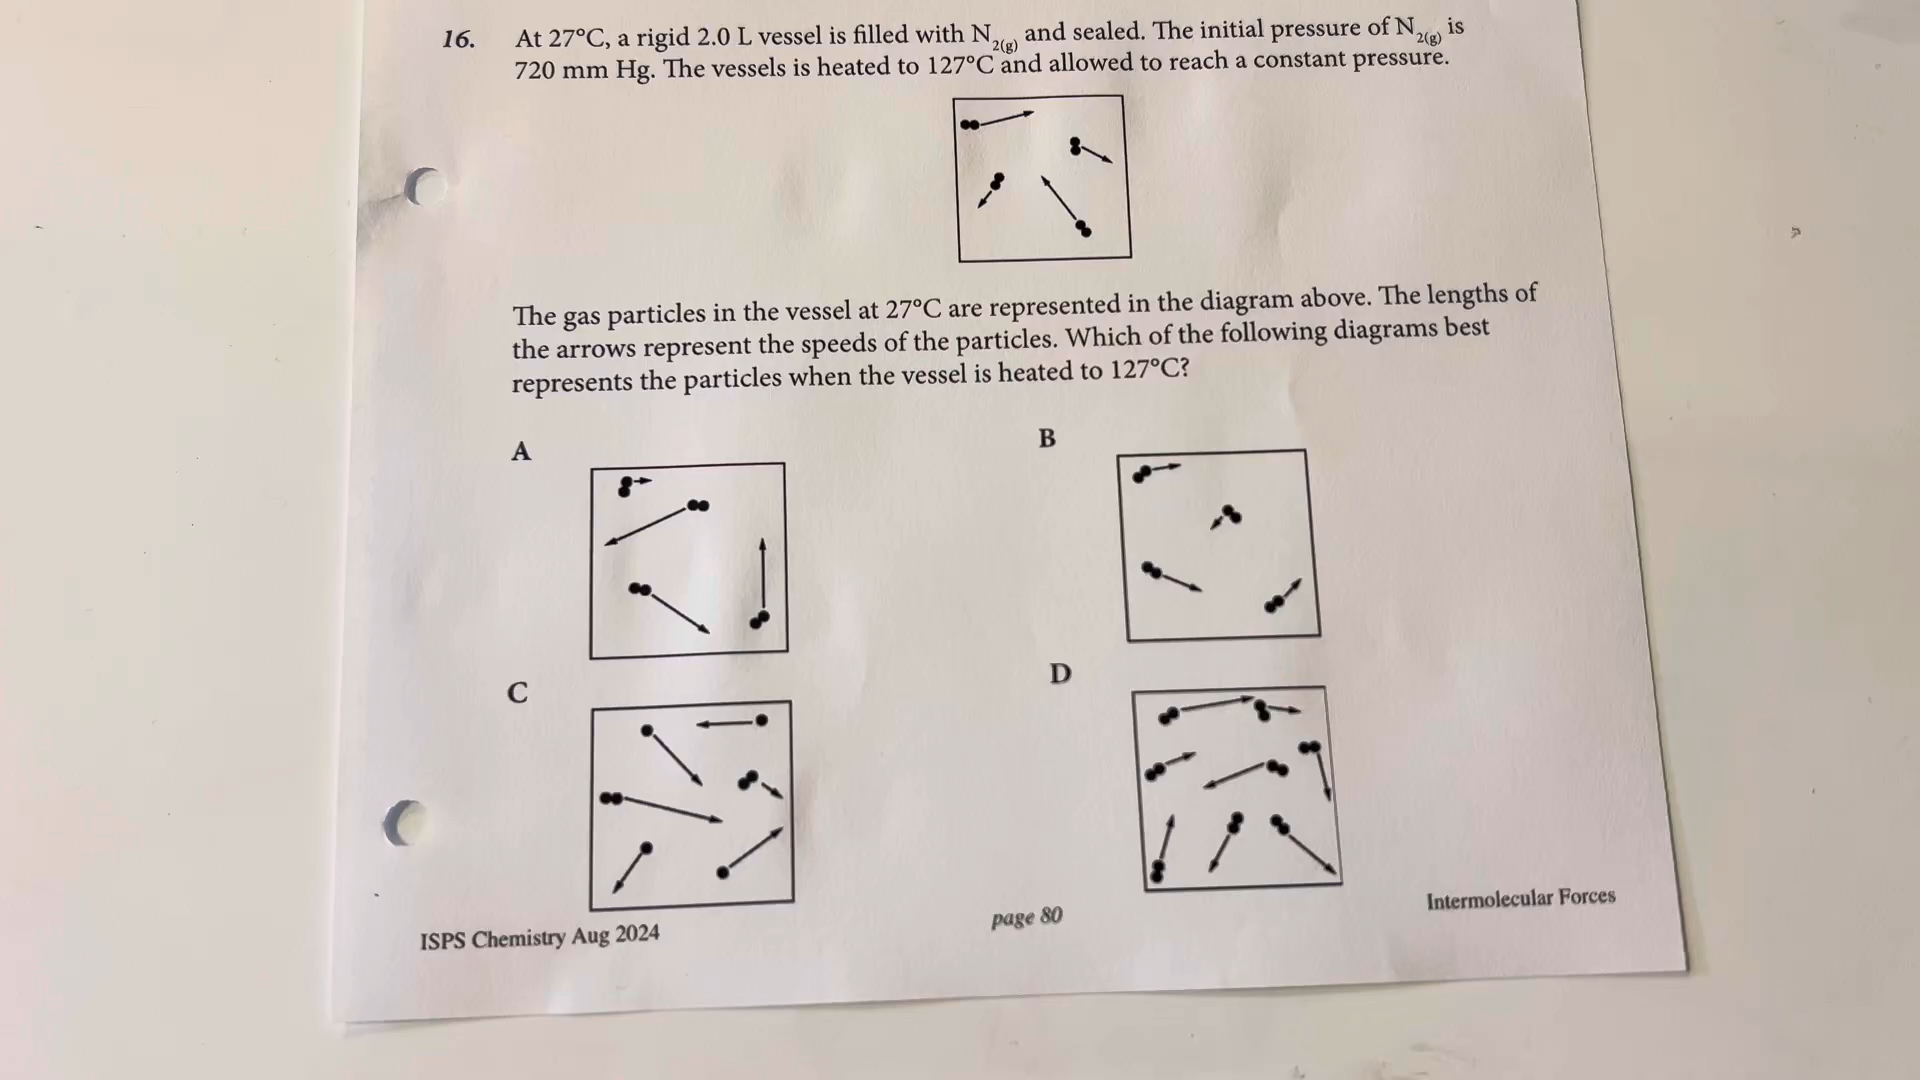 16. At 27°C, a rigid 2.0 L vessel is filled with N2(g) and sealed. The initial pressure of N2(g) is
720 mm Hg. The vessels is heated to 127°C and allowed to reach a constant pressure.
The gas particles in the vessel at 27°C are represented in the diagram above. The lengths of
the arrows represent the speeds of the particles. Which of the following diagrams best
represents the particles when the vessel is heated to 127°C?
A
B
C
D
ISPS Chemistry Aug 2024
page 80
Intermolecular Forces